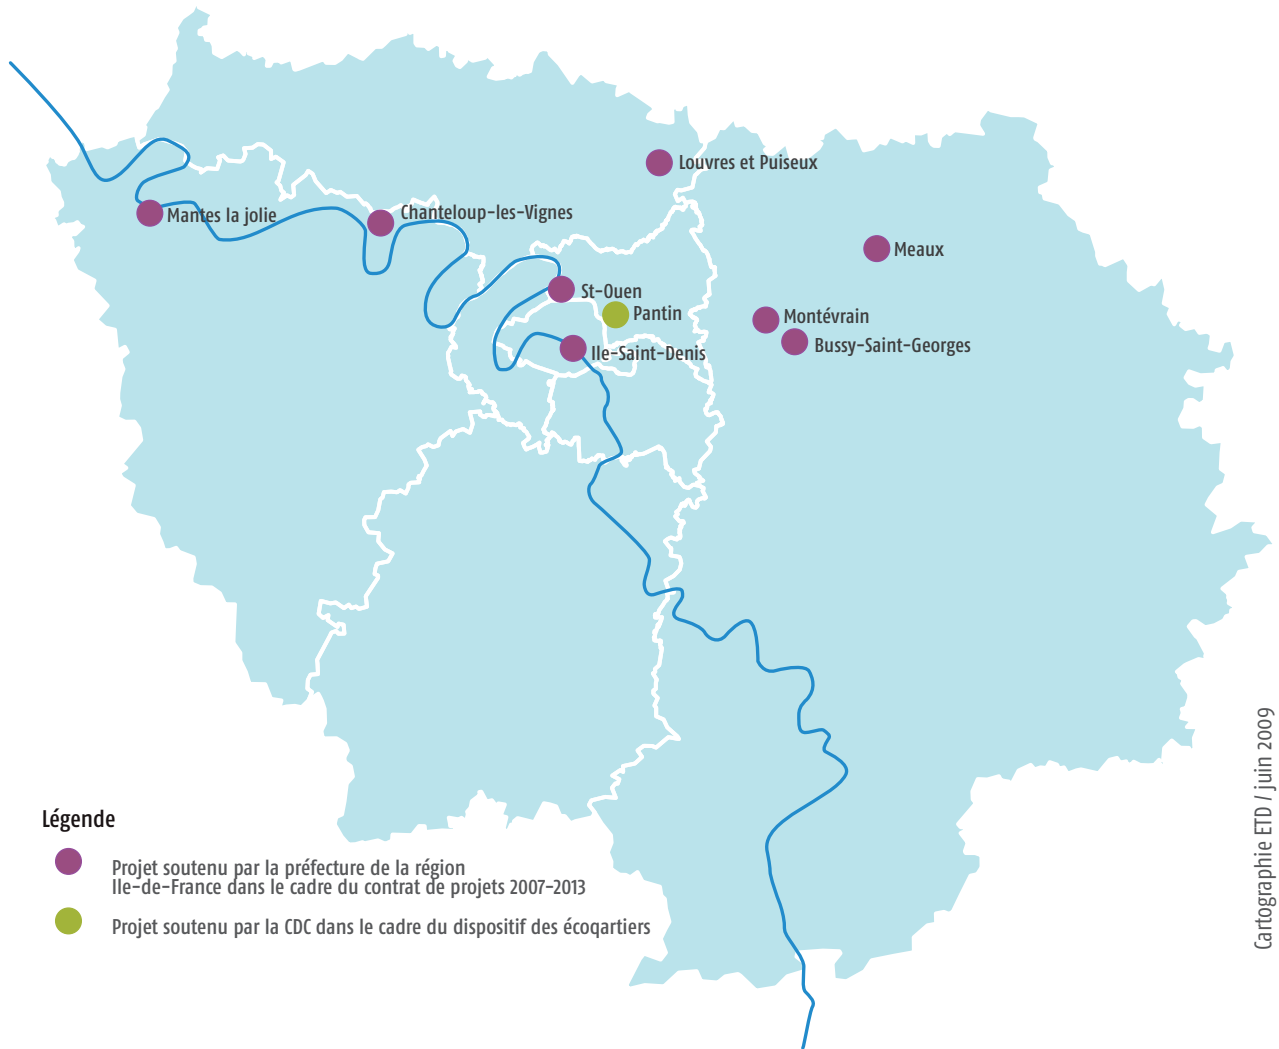 Louvres et Puiseux
Mantes la jolie
Chanteloup-les-Vignes
Meaux
St-Ouen
Pantin
Montévrain
Bussy-Saint-Georges
Ile-Saint-Denis
Légende
Projet soutenu par la préfecture de la région
Ile-de-France dans le cadre du contrat de projets 2007-2013
Projet soutenu par la CDC dans le cadre du dispositif des écoqartiers
Cartographie ETD / juin 2009